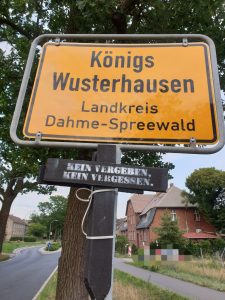 Königs
Wusterhausen
Landkreis
Dahme-Spreewald
KEIN VERGEBEN,
KEIN VERGESSEN.